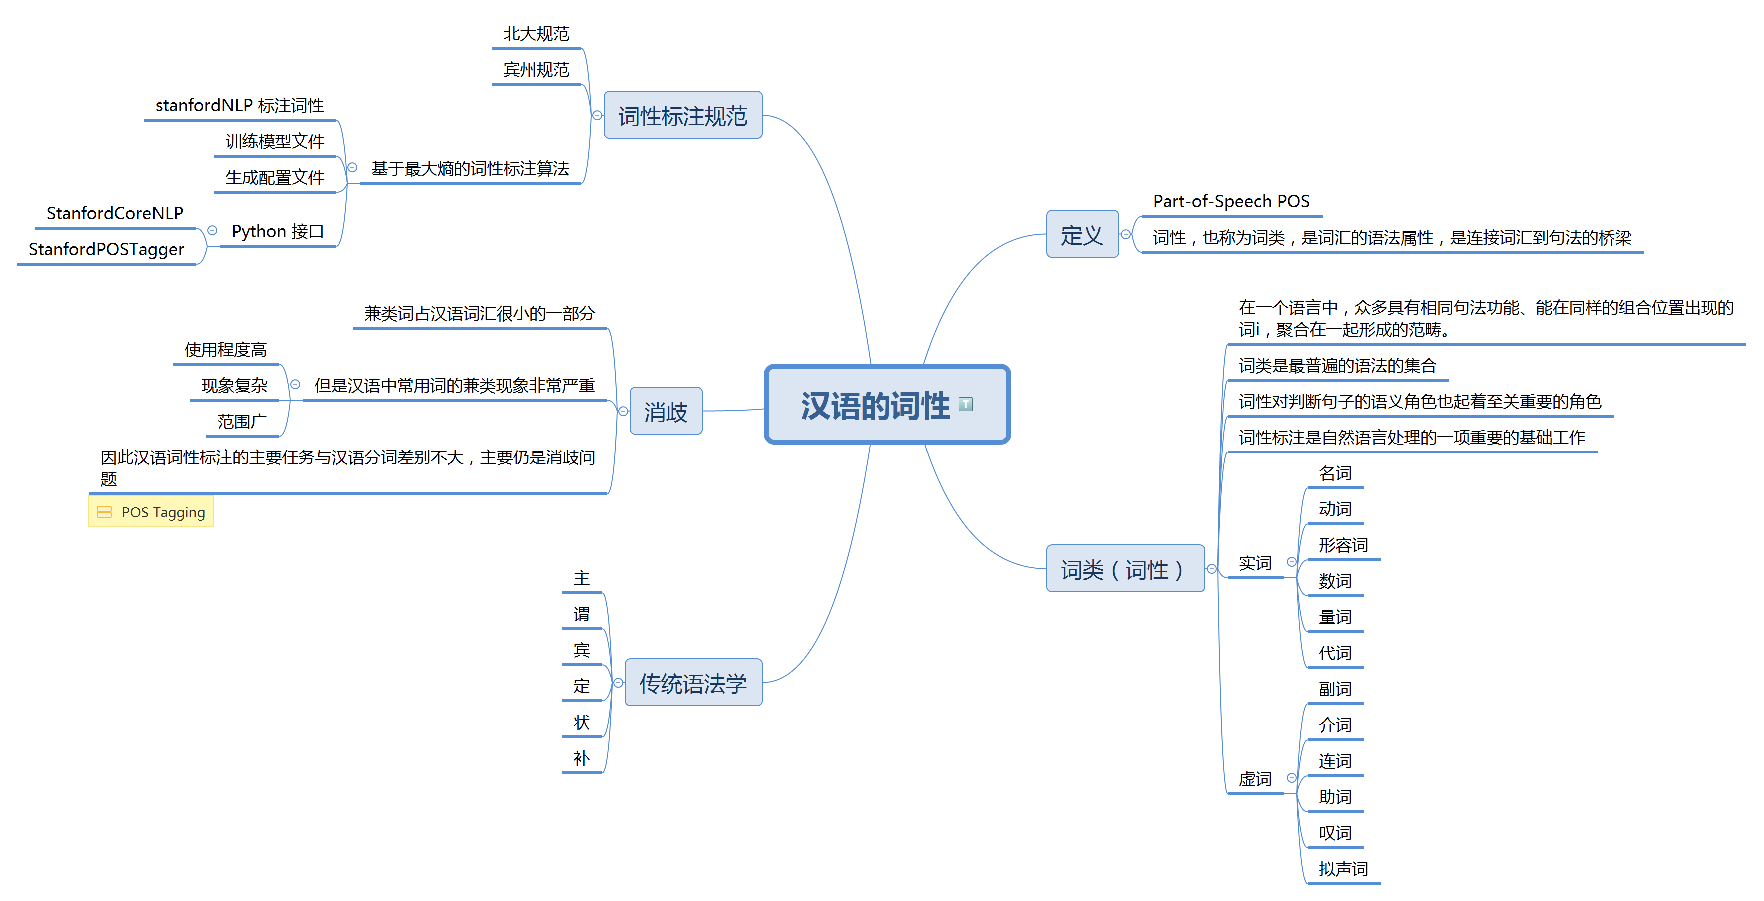 汉语的词性
定义
Part-of-Speech POS
词性，也称为词类，是词汇的语法属性，是连接词汇到句法的桥梁
词类（词性）
在一个语言中，众多具有相同句法功能、能在同样的组合位置出现的
词i，聚合在一起形成的范畴。
词类是最普遍的语法的集合
词性对判断句子的语义角色也起着至关重要的角色
词性标注是自然语言处理的一项重要的基础工作
实词
名词
动词
形容词
数词
量词
代词
虚词
副词
介词
连词
助词
叹词
拟声词
词性标注规范
北大规范
宾州规范
基于最大熵的词性标注算法
stanfordNLP 标注词性
训练模型文件
生成配置文件
Python 接口
StanfordCoreNLP
StanfordPOSTagger
消歧
兼类词占汉语词汇很小的一部分
但是汉语中常用词的兼类现象非常严重
使用程度高
现象复杂
范围广
因此汉语词性标注的主要任务与汉语分词差别不大，主要仍是消歧问
题
POS Tagging
传统语法学
主
谓
宾
定
状
补